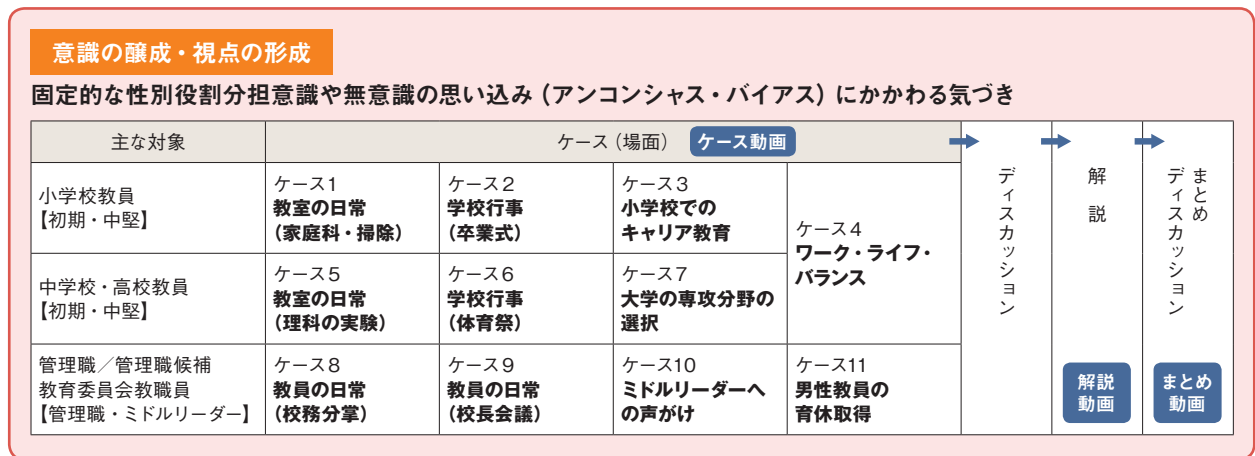 意識の醸成・視点の形成
固定的な性別役割分担意識や無意識の思い込み（アンコンシャス・バイアス）にかかわる気づき
主な対象
ケース（場面）
ケース動画
小学校教員
【初期・中堅】
ケース1
教室の日常
（家庭科・掃除）
ケース2
学校行事
（卒業式）
ケース3
小学校での
キャリア教育
ケース4
ワーク・ライフ・
バランス
中学校・高校教員
【初期・中堅】
ケース5
教室の日常
（理科の実験）
ケース6
学校行事
（体育祭）
ケース7
大学の専攻分野の
選択
管理職／管理職候補
教育委員会教職員
【管理職・ミドルリーダー】
ケース8
教員の日常
（校務分掌）
ケース9
教員の日常
（校長会議）
ケース10
ミドルリーダーへ
の声がけ
ケース11
男性教員の
育休取得
ディスカッション
解説
解説
動画
まとめ
ディスカッション
まとめ
動画